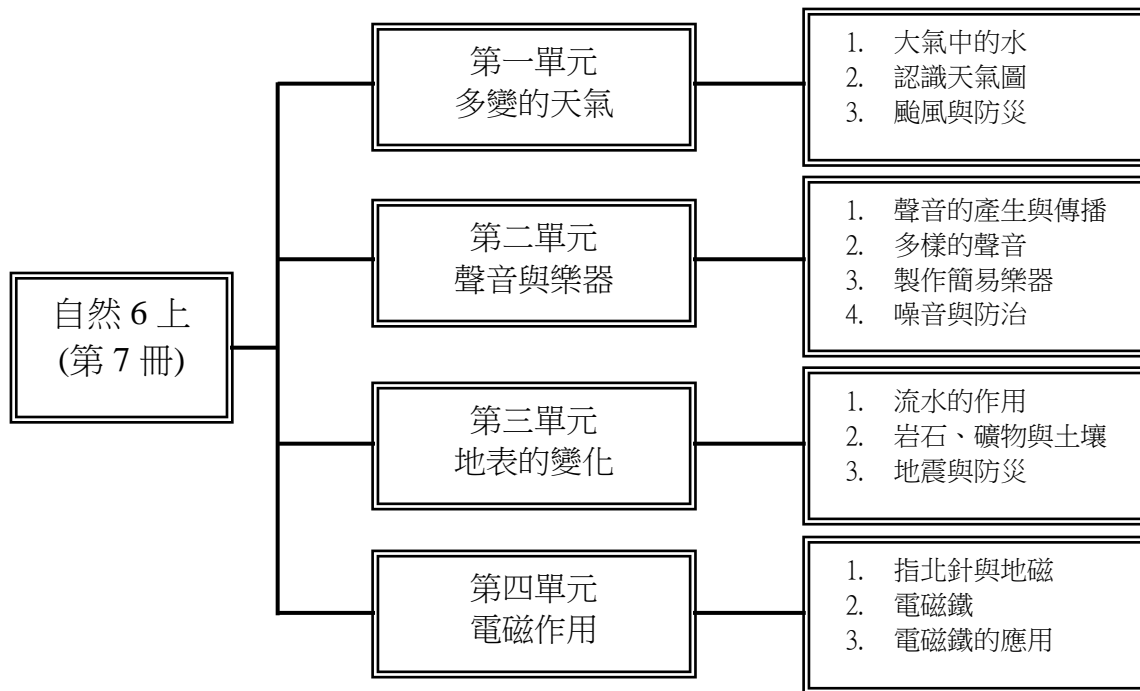 自然 6 上
(第 7 冊)
第一單元
多變的天氣
1. 大氣中的水
2. 認識天氣圖
3. 颱風與防災
第二單元
聲音與樂器
1. 聲音的產生與傳播
2. 多樣的聲音
3. 製作簡易樂器
4. 噪音與防治
第三單元
地表的變化
1. 流水的作用
2. 岩石、礦物與土壤
3. 地震與防災
第四單元
電磁作用
1. 指北針與地磁
2. 電磁鐵
3. 電磁鐵的應用